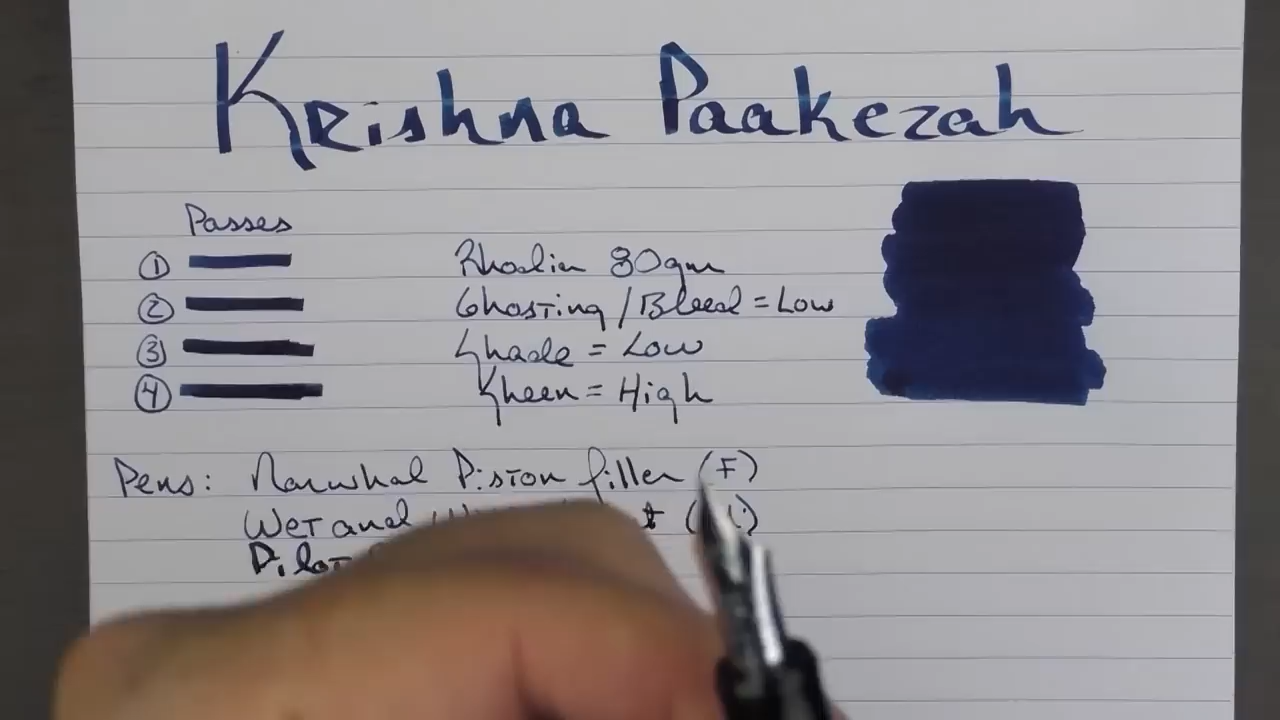 Krishna Paakezah
Passes
① 
② 
③ 
④ 
Rhodia 80gm
Ghosting/Bleed = Low
Shade = Low
Sheen = High
Pens: Narwhal Piston filler (F)
Wet and
Pilot